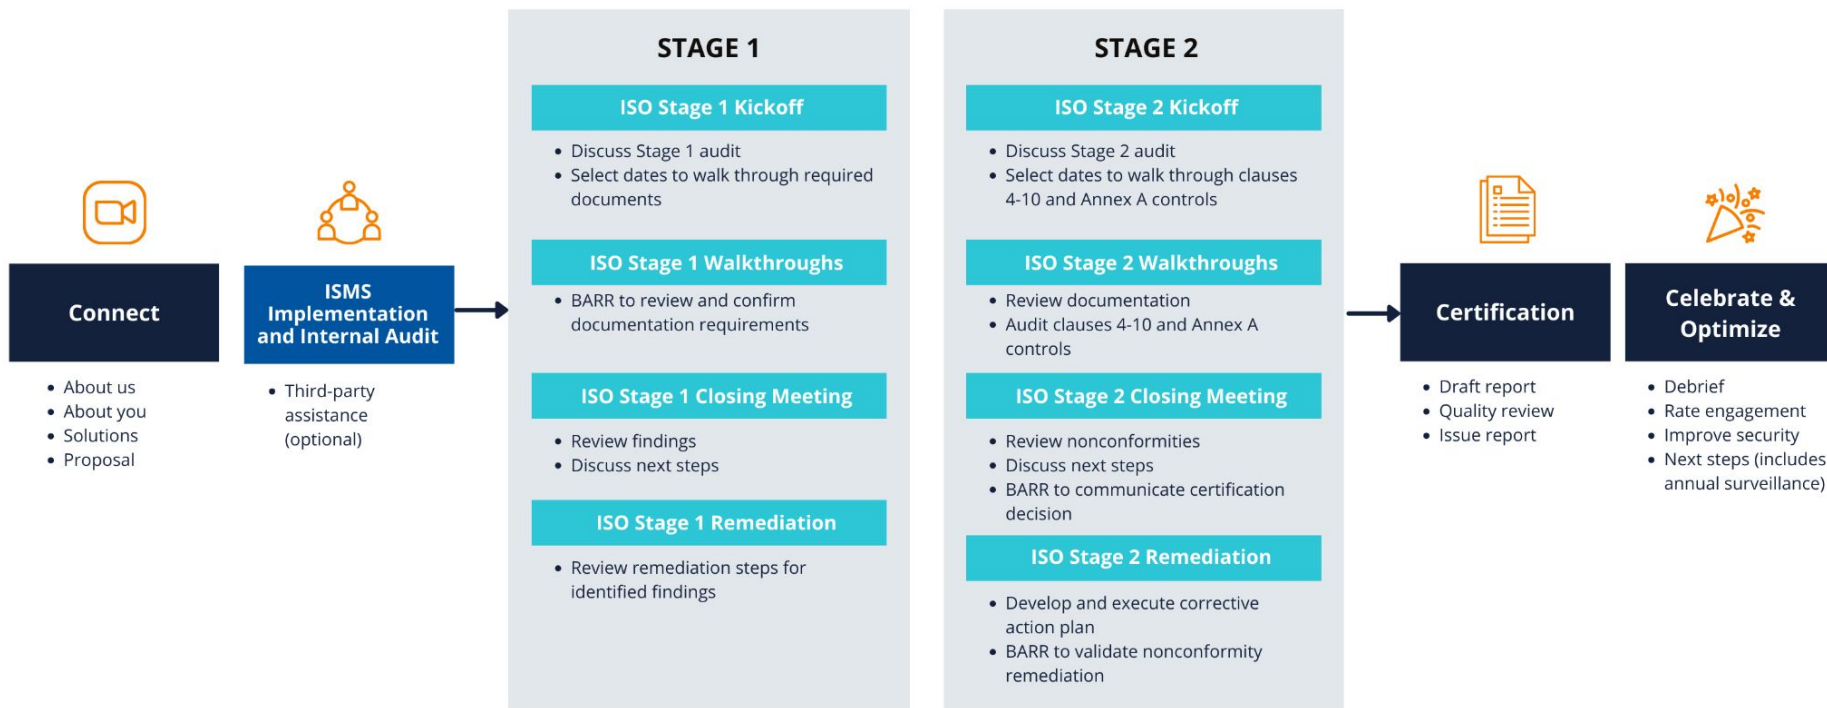 Connect
• About us
• About you
• Solutions
• Proposal
ISMS
Implementation
and Internal Audit
• Third-party
assistance
(optional)
STAGE 1
ISO Stage 1 Kickoff
• Discuss Stage 1 audit
• Select dates to walk through required
documents
ISO Stage 1 Walkthroughs
• BARR to review and confirm
documentation requirements
ISO Stage 1 Closing Meeting
• Review findings
• Discuss next steps
ISO Stage 1 Remediation
• Review remediation steps for
identified findings
STAGE 2
ISO Stage 2 Kickoff
• Discuss Stage 2 audit
• Select dates to walk through clauses
4-10 and Annex A controls
ISO Stage 2 Walkthroughs
• Review documentation
• Audit clauses 4-10 and Annex A
controls
ISO Stage 2 Closing Meeting
• Review nonconformities
• Discuss next steps
• BARR to communicate certification
decision
ISO Stage 2 Remediation
• Develop and execute corrective
action plan
• BARR to validate nonconformity
remediation
Certification
• Draft report
• Quality review
• Issue report
Celebrate &
Optimize
• Debrief
• Rate engagement
• Improve security
• Next steps (includes
annual surveillance)